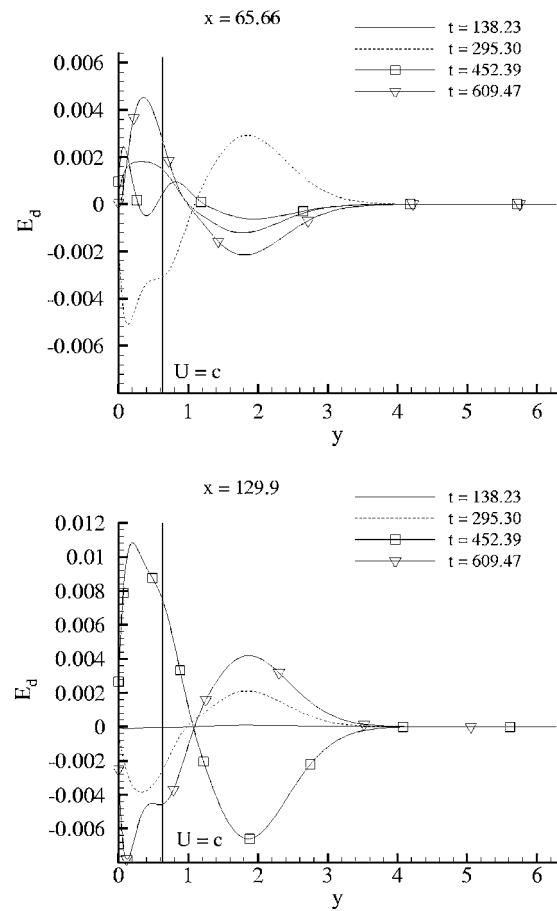 x = 65.66
t = 138.23
t = 295.30
t = 452.39
t = 609.47
0.006
0.004
0.002
0
-0.002
-0.004
-0.006
E_d
U = c
0 1 2 3 4 5 6
y
x = 129.9
t = 138.23
t = 295.30
t = 452.39
t = 609.47
0.012
0.01
0.008
0.006
0.004
0.002
0
-0.002
-0.004
-0.006
E_d
U = c
0 1 2 3 4 5 6
y